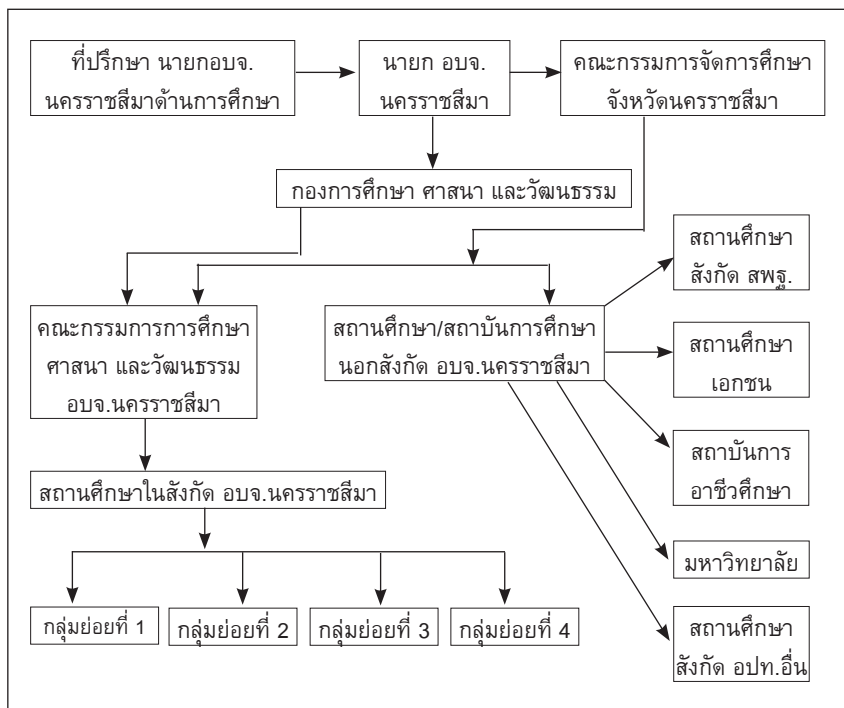 ที่ปรึกษา นายกอบจ.
นครราชสีมาด้านการศึกษา
นายก อบจ.
นครราชสีมา
คณะกรรมการจัดการศึกษา
จังหวัดนครราชสีมา
กองการศึกษา ศาสนา และวัฒนธรรม
คณะกรรมการการศึกษา
ศาสนา และวัฒนธรรม
อบจ.นครราชสีมา
สถานศึกษา/สถาบันการศึกษา
นอกสังกัด อบจ.นครราชสีมา
สถานศึกษา
สังกัด สพฐ.
สถานศึกษา
เอกชน
สถาบันการ
อาชีวศึกษา
มหาวิทยาลัย
สถานศึกษา
สังกัด อปท.อื่น
สถานศึกษาในสังกัด อบจ.นครราชสีมา
กลุ่มย่อยที่ 1
กลุ่มย่อยที่ 2
กลุ่มย่อยที่ 3
กลุ่มย่อยที่ 4